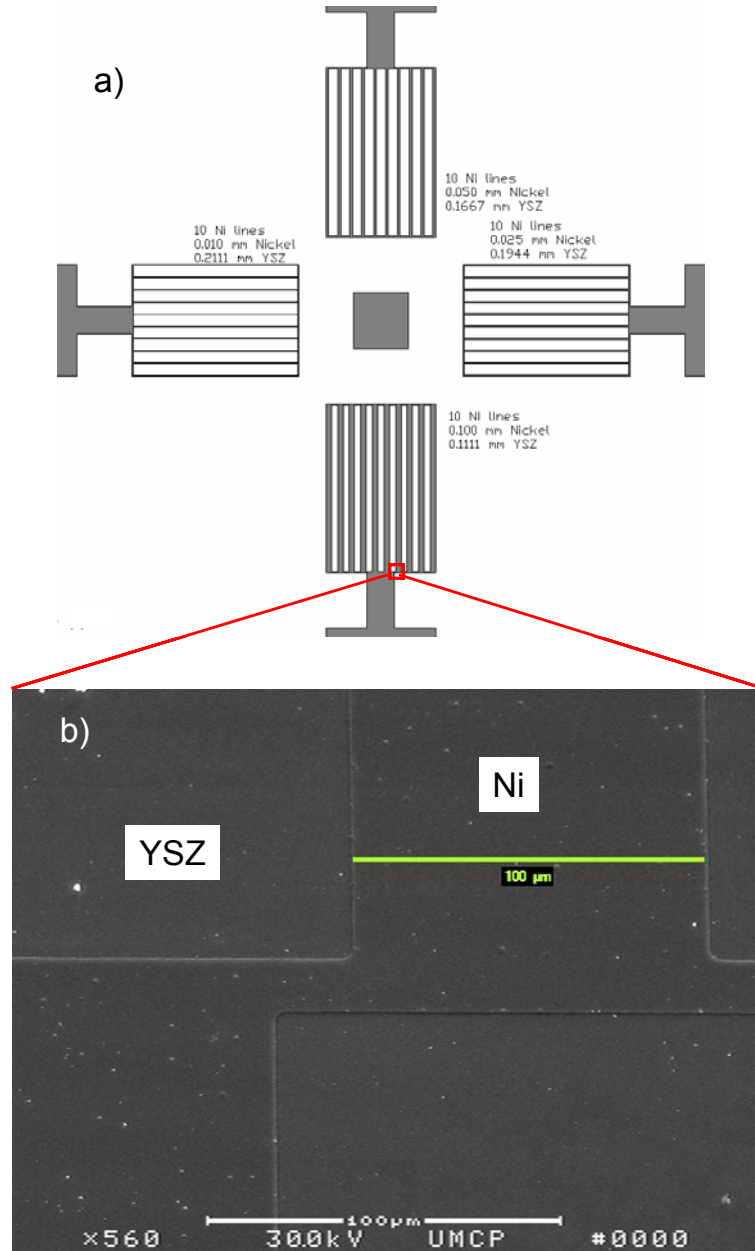 a)
10 Ni lines
0.050 mm Nickel
0.1667 mm YSZ
10 Ni lines
0.010 mm Nickel
0.2111 mm YSZ
10 Ni lines
0.025 mm Nickel
0.1944 mm YSZ
10 Ni lines
0.100 mm Nickel
0.1111 mm YSZ
b)
Ni
YSZ
100 µm
100µm
×560 30.0kV UMCP #0000